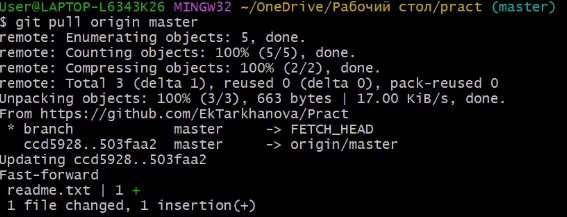 User@LAPTOP-L6343K26 MINGW32 ~/OneDrive/Рабочий стол/pract (master)
$ git pull origin master
remote: Enumerating objects: 5, done.
remote: Counting objects: 100% (5/5), done.
remote: Compressing objects: 100% (2/2), done.
remote: Total 3 (delta 1), reused 0 (delta 0), pack-reused 0
Unpacking objects: 100% (3/3), 663 bytes | 17.00 KiB/s, done.
From https://github.com/EkTarkhanova/Pract
 * branch            master     -> FETCH_HEAD
   ccd5928..503faa2  master     -> origin/master
Updating ccd5928..503faa2
Fast-forward
 readme.txt | 1 +
 1 file changed, 1 insertion(+)